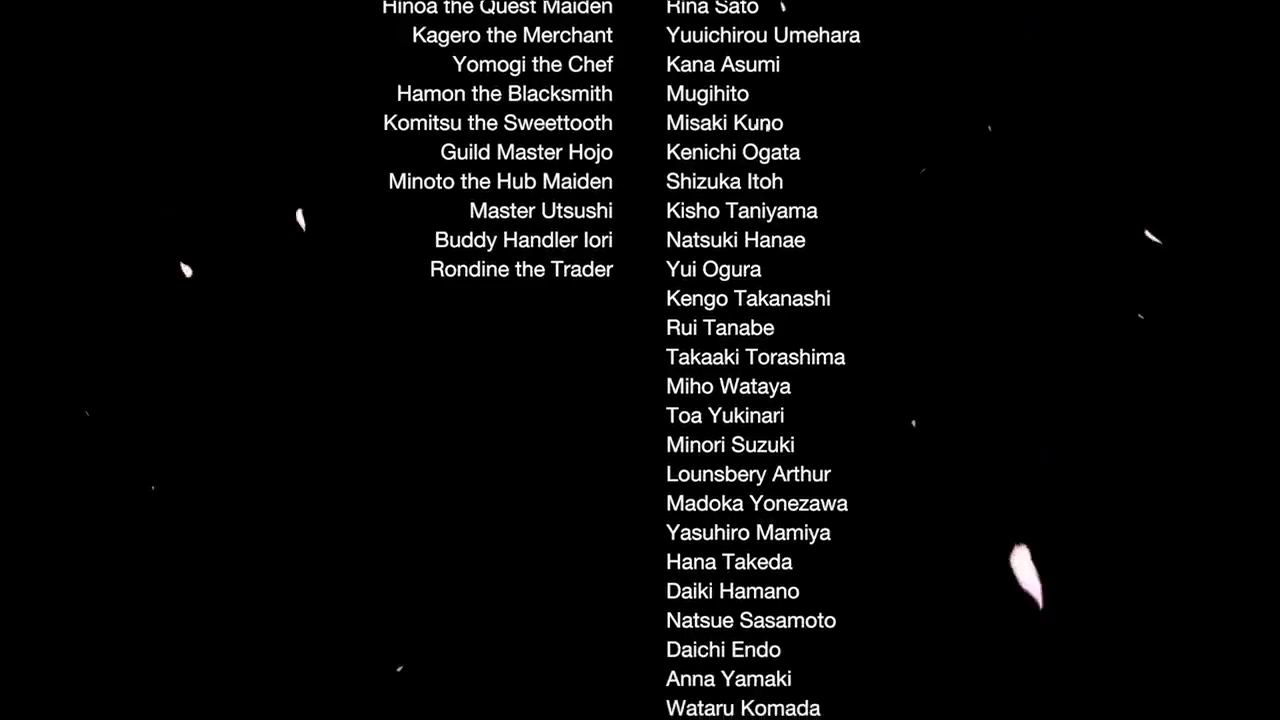 Hinoa the Quest Maiden Rina Sato
Kagero the Merchant Yuuichirou Umehara
Yomogi the Chef Kana Asumi
Hamon the Blacksmith Mugihito
Komitsu the Sweettooth Misaki Kuno
Guild Master Hojo Kenichi Ogata
Minoto the Hub Maiden Shizuka Itoh
Master Utsushi Kisho Taniyama
Buddy Handler Iori Natsuki Hanae
Rondine the Trader Yui Ogura
Kengo Takanashi
Rui Tanabe
Takaaki Torashima
Miho Wataya
Toa Yukinari
Minori Suzuki
Lounsbery Arthur
Madoka Yonezawa
Yasuhiro Mamiya
Hana Takeda
Daiki Hamano
Natsue Sasamoto
Daichi Endo
Anna Yamaki
Wataru Komada